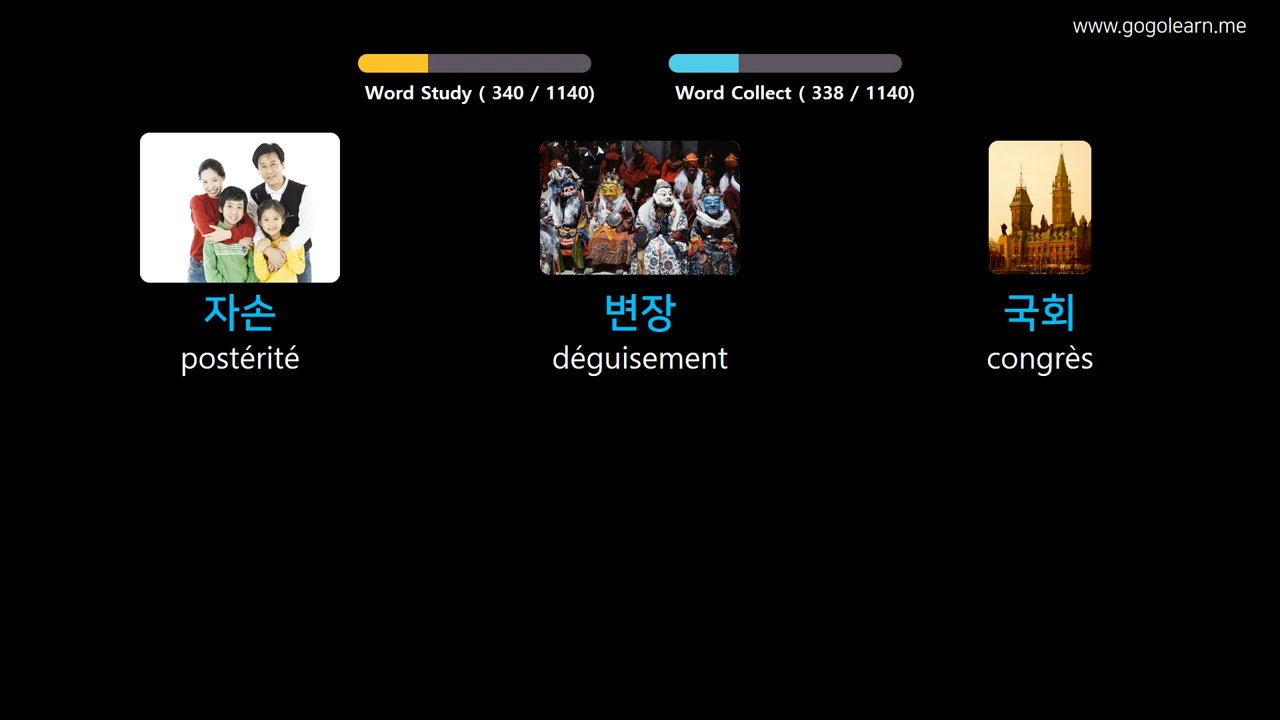 www.gogolearn.me
Word Study ( 340 / 1140)
Word Collect ( 338 / 1140)
자손
postérité
변장
déguisement
국회
congrès